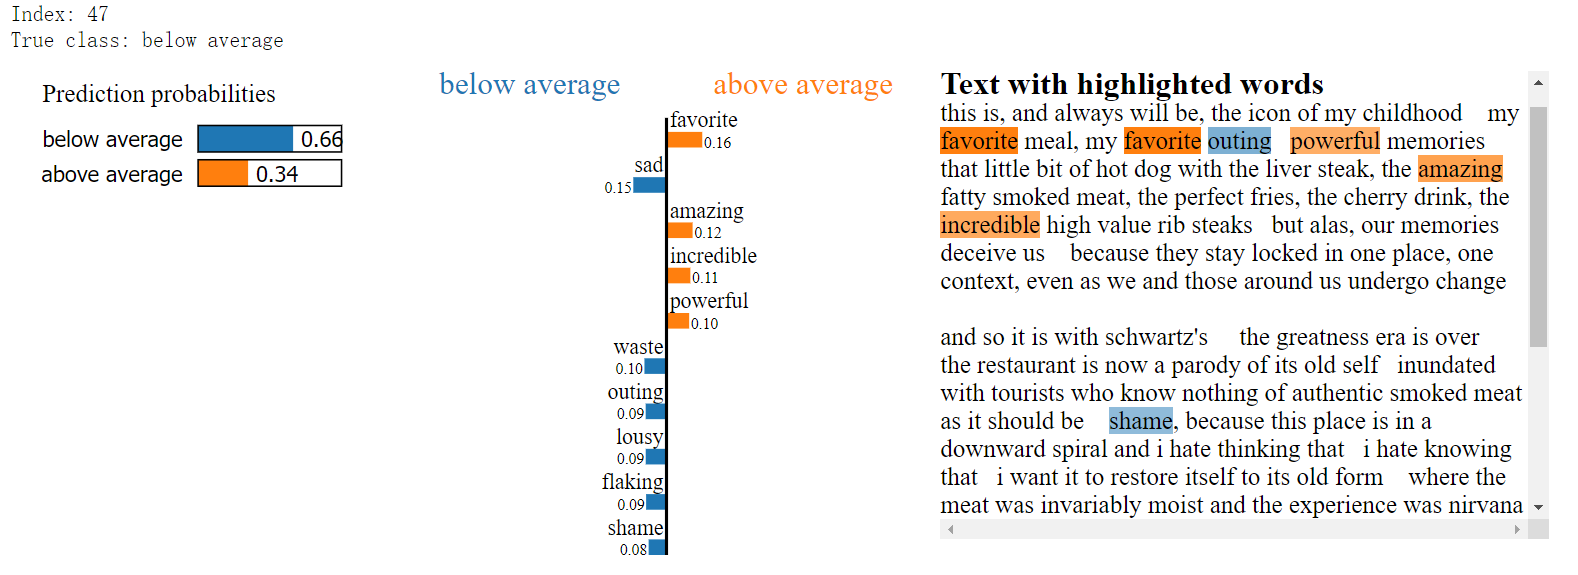 Index: 47
True class: below average
Prediction probabilities
below average 0.66
above average 0.34
below average
above average
favorite
0.16
sad
0.15
amazing
0.12
incredible
0.11
powerful
0.10
waste
0.10
outing
0.09
lousy
0.09
flaking
0.09
shame
0.08
Text with highlighted words
this is, and always will be, the icon of my childhood my
favorite meal, my favorite outing powerful memories
that little bit of hot dog with the liver steak, the amazing
fatty smoked meat, the perfect fries, the cherry drink, the
incredible high value rib steaks but alas, our memories
deceive us because they stay locked in one place, one
context, even as we and those around us undergo change
and so it is with schwartz's the greatness era is over
the restaurant is now a parody of its old self inundated
with tourists who know nothing of authentic smoked meat
as it should be shame, because this place is in a
downward spiral and i hate thinking that i hate knowing
that i want it to restore itself to its old form where the
meat was invariably moist and the experience was nirvana